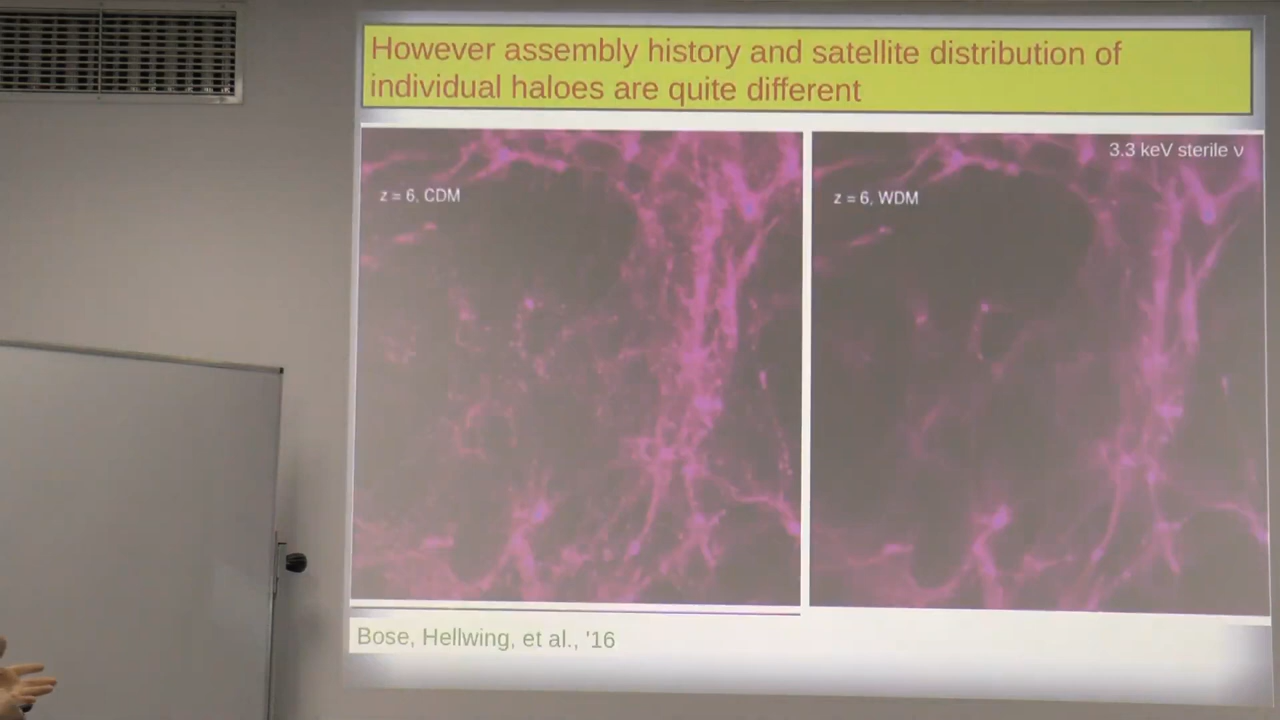 However assembly history and satellite distribution of
individual haloes are quite different
z = 6, CDM
3.3 keV sterile ν
z = 6, WDM
Bose, Hellwing, et al., '16